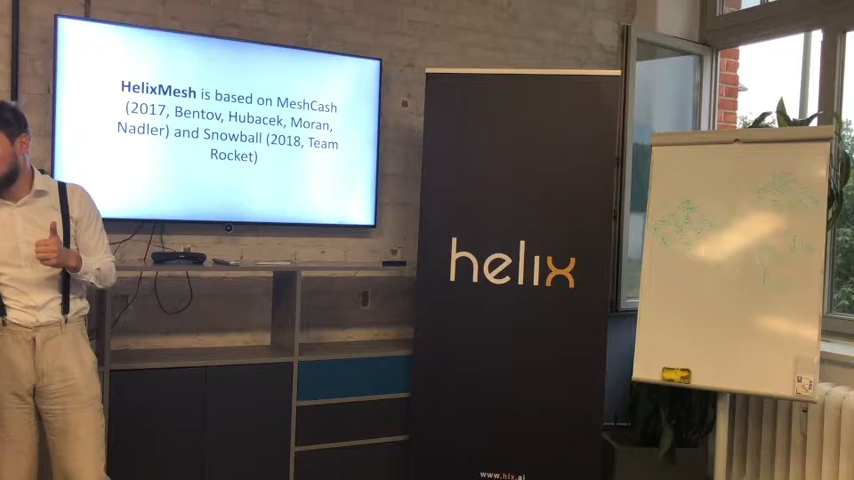 HelixMesh is based on MeshCash
(2017, Bentov, Hubacek, Moran,
Nadler) and Snowball (2018, Team
Rocket)
helix
www.hlx.ai